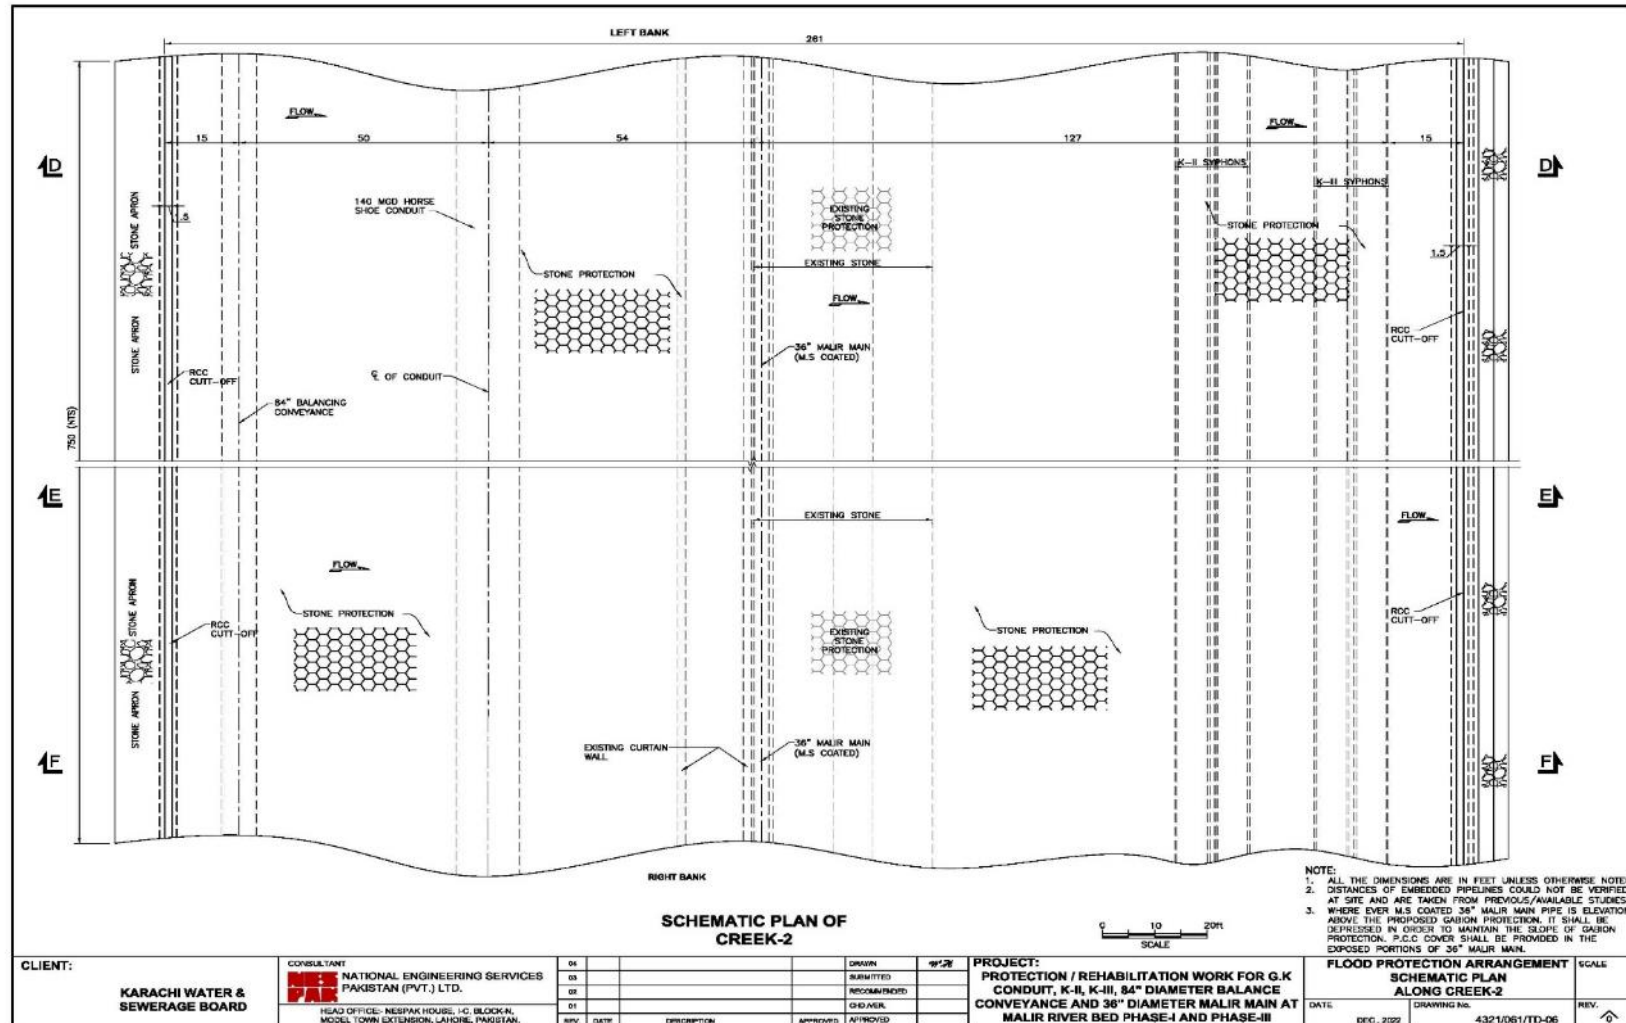 LEFT BANK
261
FLOW
FLOW
15
50
54
127
15
D
D
K-II SYPHONS
K-III SYPHONS
STONE APRON
1.5
140 MGD HORSE
SHOE CONDUIT
EXISTING
STONE
PROTECTION
STONE PROTECTION
1.5
STONE PROTECTION
EXISTING STONE
FLOW
STONE APRON
RCC
CUTT-OFF
36" MALIR MAIN
(M.S COATED)
RCC
CUTT-OFF
℄ OF CONDUIT
84" BALANCING
CONVEYANCE
750 (NTS)
E
E
EXISTING STONE
FLOW
FLOW
STONE APRON
STONE PROTECTION
RCC
CUTT-OFF
EXISTING
STONE
PROTECTION
STONE PROTECTION
RCC
CUTT-OFF
STONE APRON
EXISTING CURTAIN
WALL
36" MALIR MAIN
(M.S COATED)
F
F
RIGHT BANK
SCHEMATIC PLAN OF
CREEK-2
0 10 20ft
SCALE
NOTE:
1. ALL THE DIMENSIONS ARE IN FEET UNLESS OTHERWISE NOTE
2. DISTANCES OF EMBEDDED PIPELINES COULD NOT BE VERIFIED
AT SITE AND ARE TAKEN FROM PREVIOUS/AVAILABLE STUDIES
3. WHERE EVER M.S COATED 36" MALIR MAIN PIPE IS ELEVATION
ABOVE THE PROPOSED GABION PROTECTION. IT SHALL BE
DEPRESSED IN ORDER TO MAINTAIN THE SLOPE OF GABION
PROTECTION. P.C.C COVER SHALL BE PROVIDED IN THE
EXPOSED PORTIONS OF 36" MALIR MAIN.
CLIENT:
KARACHI WATER &
SEWERAGE BOARD
CONSULTANT
NES
PAK
NATIONAL ENGINEERING SERVICES
PAKISTAN (PVT.) LTD.
HEAD OFFICE:- NESPAK HOUSE, 1-C, BLOCK-N,
MODEL TOWN EXTENSION, LAHORE, PAKISTAN.
04
03
02
01
REV. DATE DESCRIPTION APPROVED
DRAWN
SUBMITTED
RECOMMENDED
CHD./VER.
APPROVED
PROJECT:
PROTECTION / REHABILITATION WORK FOR G.K
CONDUIT, K-II, K-III, 84" DIAMETER BALANCE
CONVEYANCE AND 36" DIAMETER MALIR MAIN AT
MALIR RIVER BED PHASE-I AND PHASE-III
FLOOD PROTECTION ARRANGEMENT
SCHEMATIC PLAN
ALONG CREEK-2
SCALE
DATE
DEC., 2022
DRAWING No.
4321/061/TD-06
REV.
0